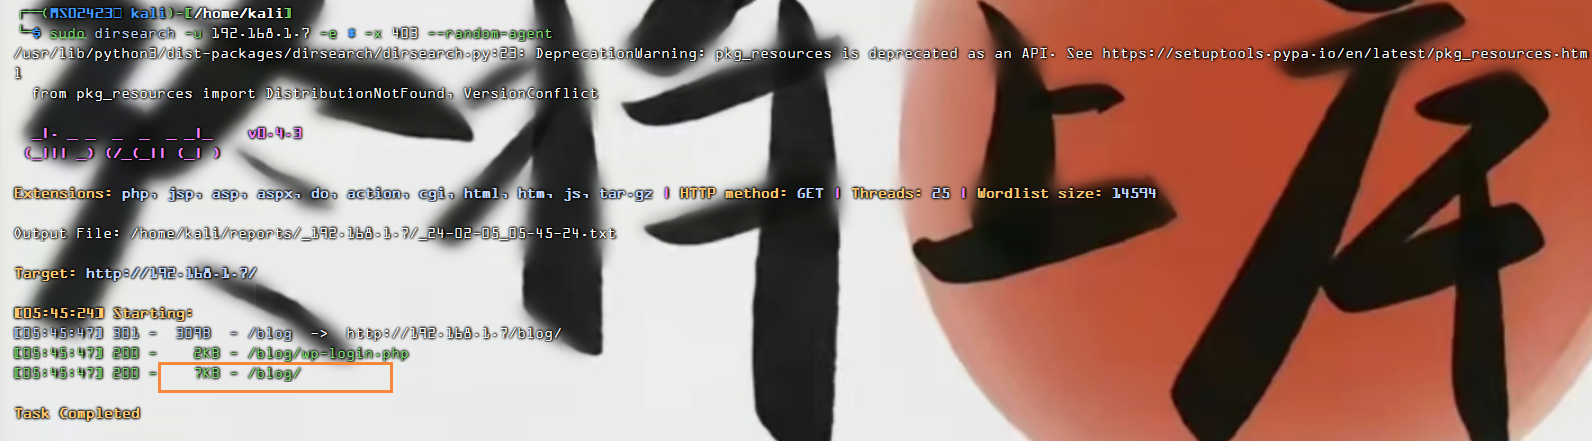 ┌──(MS02423㉿ kali)-[/home/kali]
└─$ sudo dirsearch -u 192.168.1.7 -e * -x 403 --random-agent
/usr/lib/python3/dist-packages/dirsearch/dirsearch.py:23: DeprecationWarning: pkg_resources is deprecated as an API. See https://setuptools.pypa.io/en/latest/pkg_resources.htm
l
  from pkg_resources import DistributionNotFound, VersionConflict
  _|. _ _  _  _  _ _|_    v0.4.3
 (_||| _) (/_(_|| (_| )
Extensions: php, jsp, asp, aspx, do, action, cgi, html, htm, js, tar.gz | HTTP method: GET | Threads: 25 | Wordlist size: 14594
Output File: /home/kali/reports/_192.168.1.7/_24-02-05_05-45-24.txt
Target: http://192.168.1.7/
[05:45:24] Starting:
[05:45:47] 301 -  309B  - /blog  ->  http://192.168.1.7/blog/
[05:45:47] 200 -    2KB - /blog/wp-login.php
[05:45:47] 200 -    7KB - /blog/
Task Completed
上岸